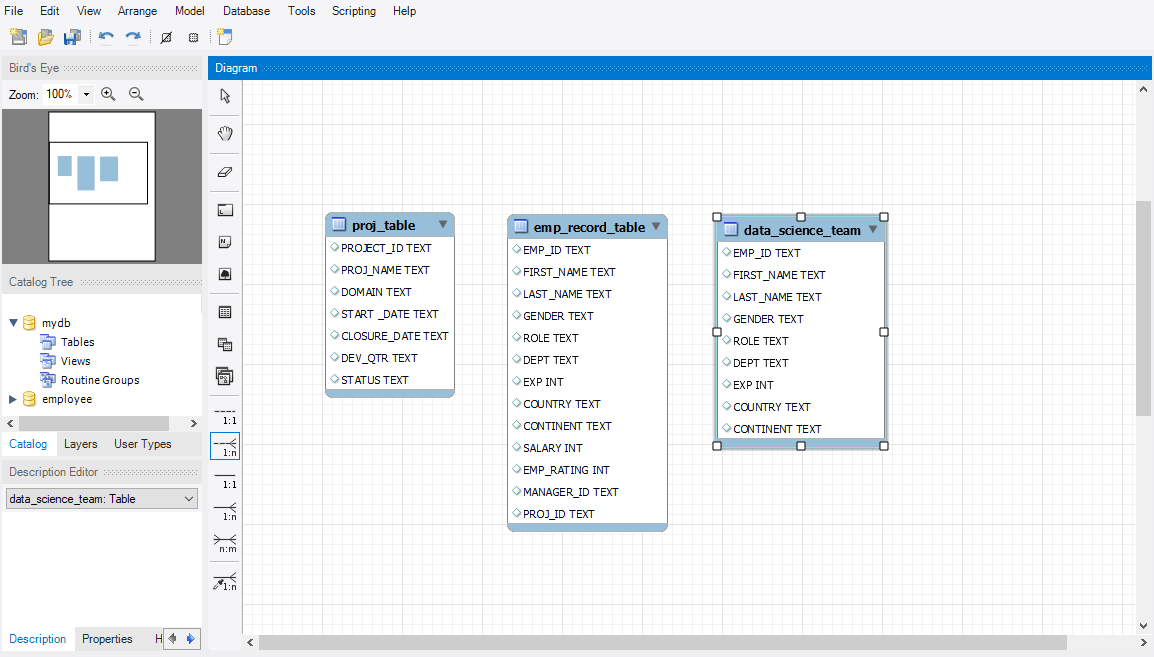 File Edit View Arrange Model Database Tools Scripting Help
Bird's Eye
Zoom: 100%
Catalog Tree
mydb
Tables
Views
Routine Groups
employee
Catalog Layers User Types
Description Editor
data_science_team: Table
Description Properties H
Diagram
1:1
1:n
1:1
1:n
n:m
1:n
proj_table
PROJECT_ID TEXT
PROJ_NAME TEXT
DOMAIN TEXT
START _DATE TEXT
CLOSURE_DATE TEXT
DEV_QTR TEXT
STATUS TEXT
emp_record_table
EMP_ID TEXT
FIRST_NAME TEXT
LAST_NAME TEXT
GENDER TEXT
ROLE TEXT
DEPT TEXT
EXP INT
COUNTRY TEXT
CONTINENT TEXT
SALARY INT
EMP_RATING INT
MANAGER_ID TEXT
PROJ_ID TEXT
data_science_team
EMP_ID TEXT
FIRST_NAME TEXT
LAST_NAME TEXT
GENDER TEXT
ROLE TEXT
DEPT TEXT
EXP INT
COUNTRY TEXT
CONTINENT TEXT